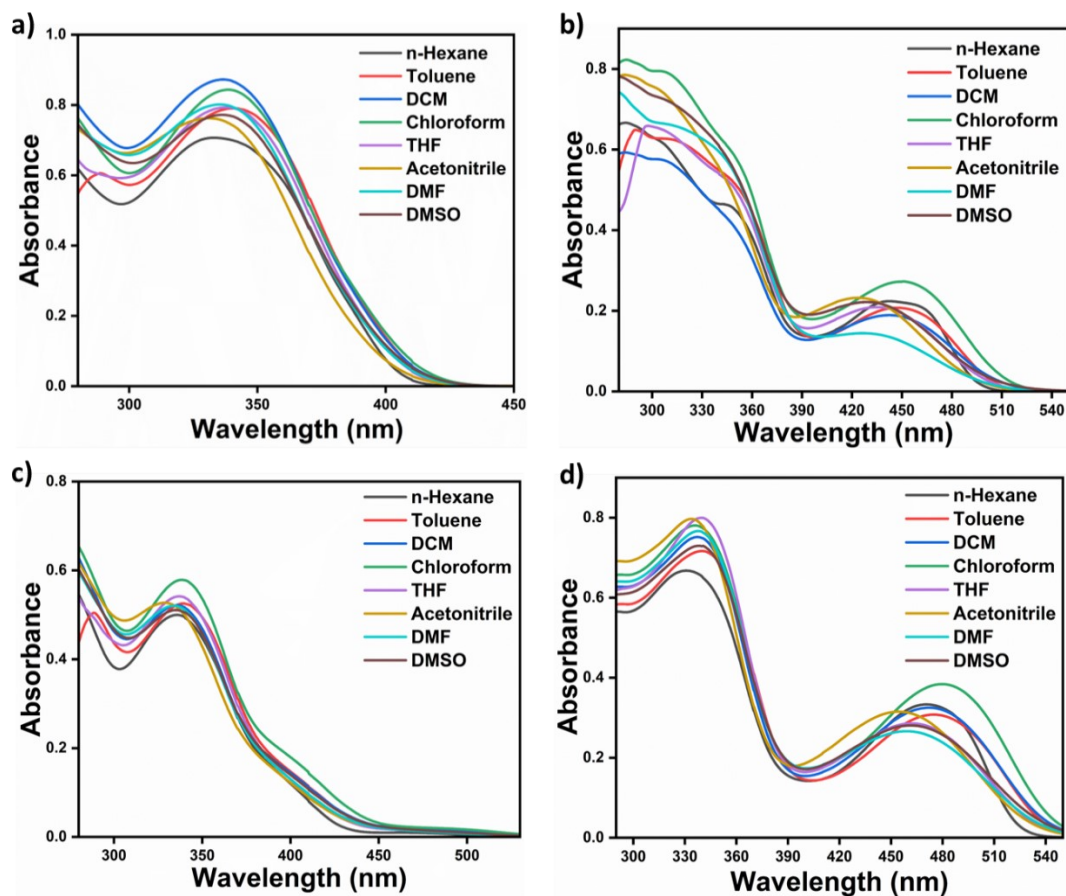 a)
1.0
0.8
0.6
0.4
0.2
0.0
Absorbance
n-Hexane
Toluene
DCM
Chloroform
THF
Acetonitrile
DMF
DMSO
300 350 400 450
Wavelength (nm)
b)
0.8
0.6
0.4
0.2
0.0
Absorbance
n-Hexane
Toluene
DCM
Chloroform
THF
Acetonitrile
DMF
DMSO
300 330 360 390 420 450 480 510 540
Wavelength (nm)
c)
0.8
0.6
0.4
0.2
0.0
Absorbance
n-Hexane
Toluene
DCM
Chloroform
THF
Acetonitrile
DMF
DMSO
300 350 400 450 500
Wavelength (nm)
d)
0.8
0.6
0.4
0.2
0.0
Absorbance
n-Hexane
Toluene
DCM
Chloroform
THF
Acetonitrile
DMF
DMSO
300 330 360 390 420 450 480 510 540
Wavelength (nm)